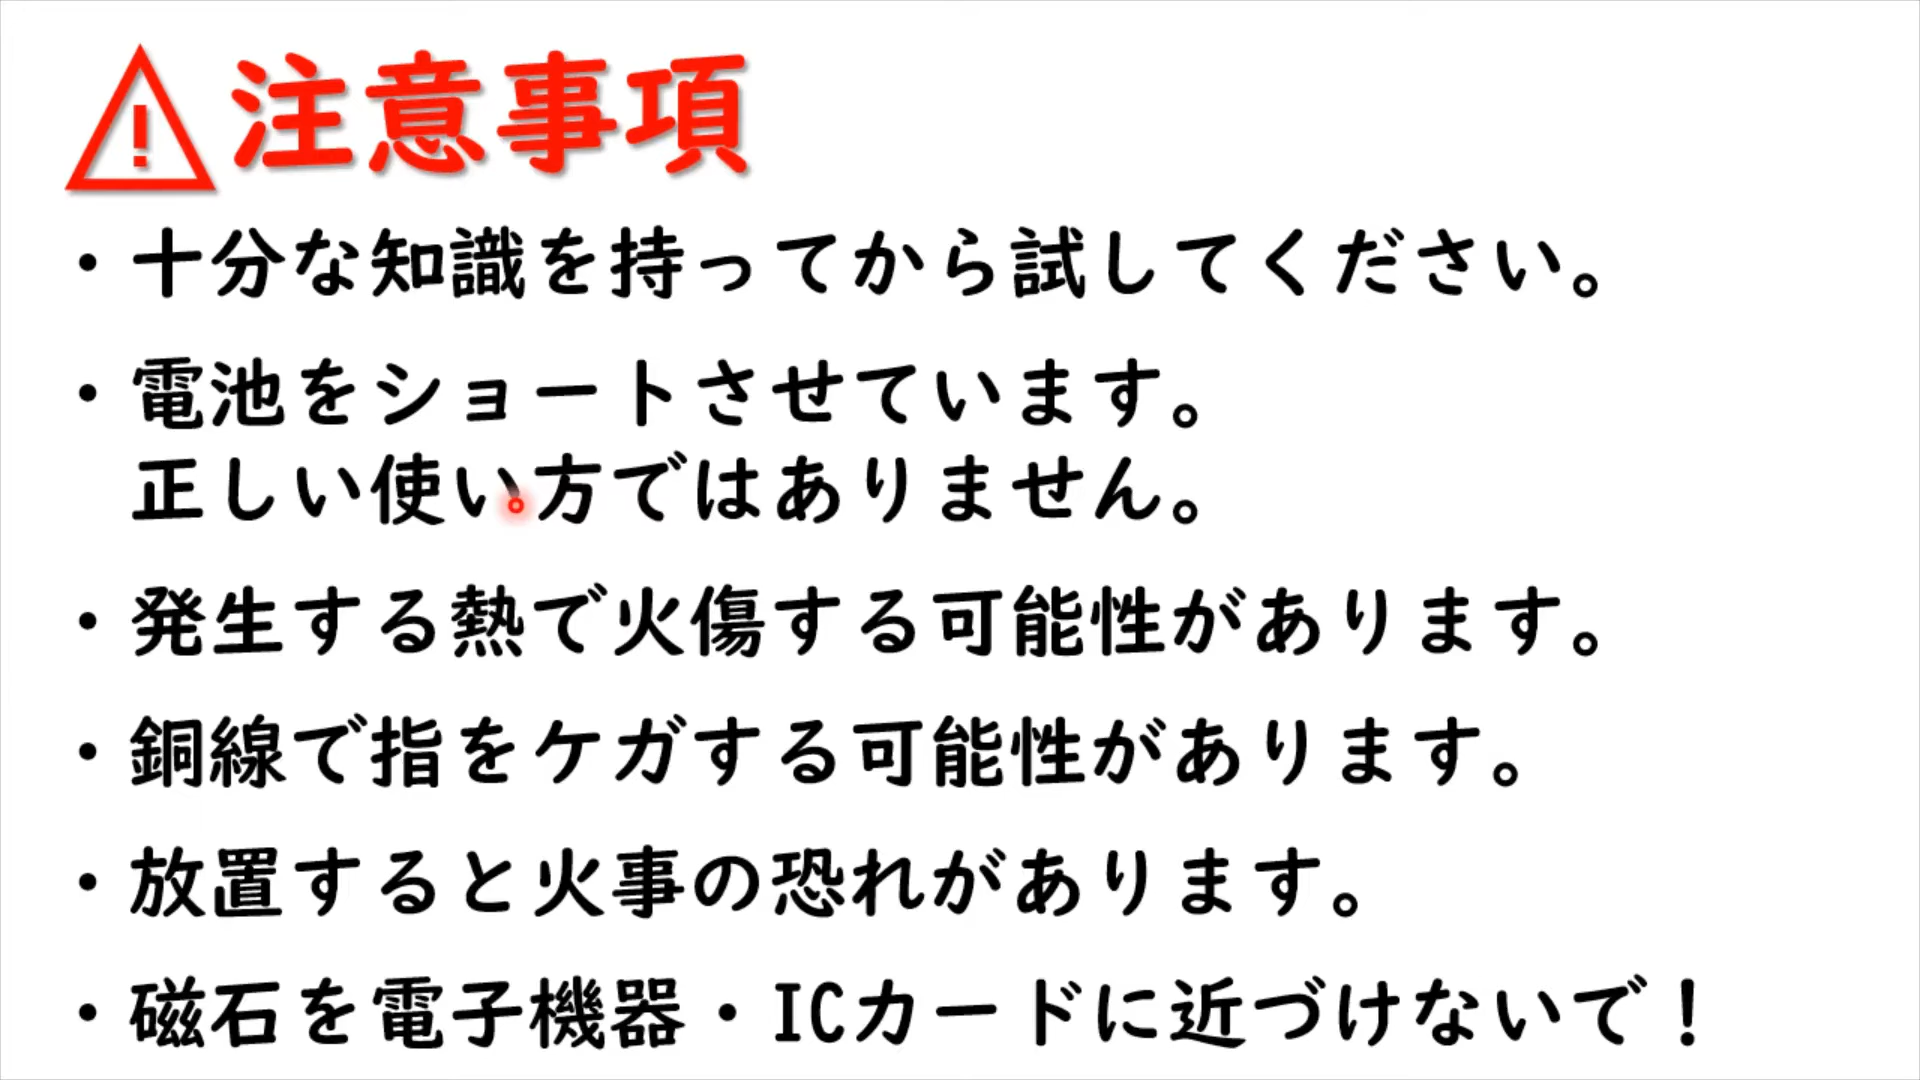 注意事項
・十分な知識を持ってから試してください。
・電池をショートさせています。
正しい使い方ではありません。
・発生する熱で火傷する可能性があります。
・銅線で指をケガする可能性があります。
・放置すると火事の恐れがあります。
・磁石を電子機器・ICカードに近づけないで！